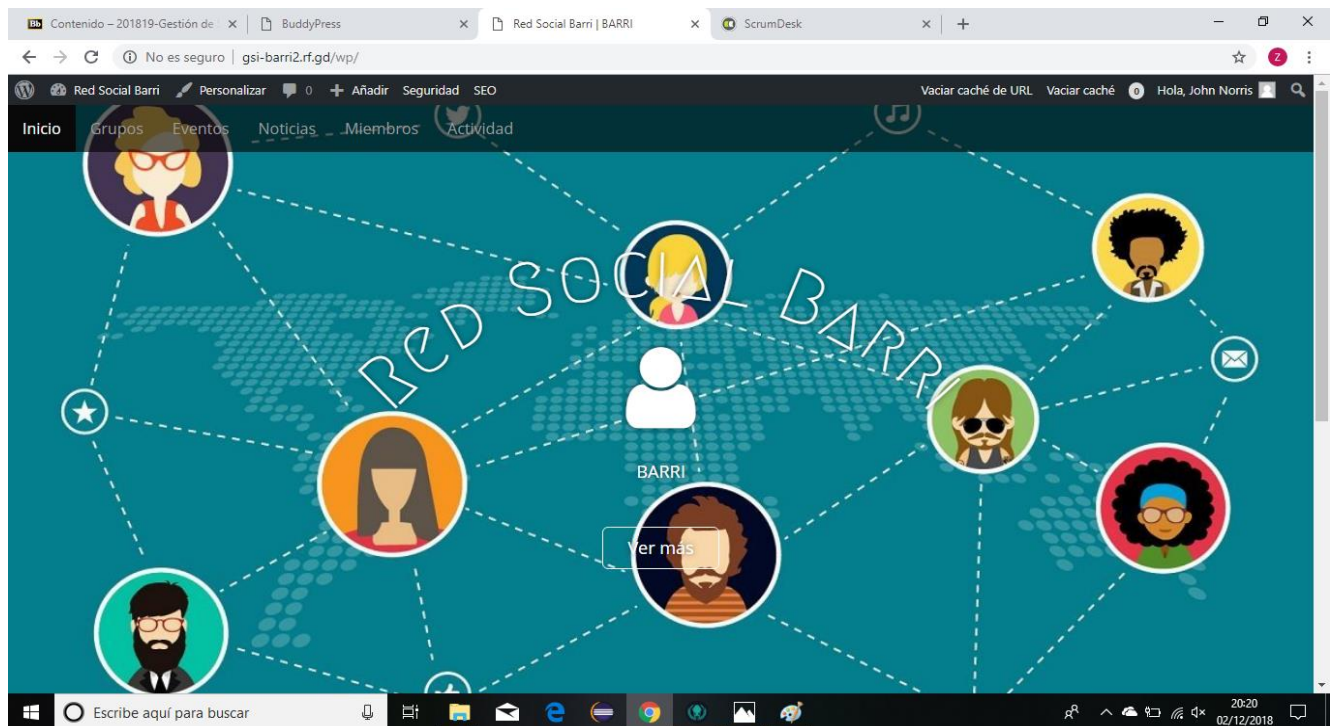 Contenido – 201819-Gestión de
BuddyPress
Red Social Barri | BARRI
ScrumDesk
No es seguro | gsi-barri2.rf.gd/wp/
Z
Red Social Barri Personalizar 0 + Añadir Seguridad SEO
Vaciar caché de URL Vaciar caché 0 Hola, John Norris
Inicio Grupos Eventos Noticias Miembros Actividad
Red Social Barri
BARRI
Ver más
Escribe aquí para buscar
20:20
02/12/2018